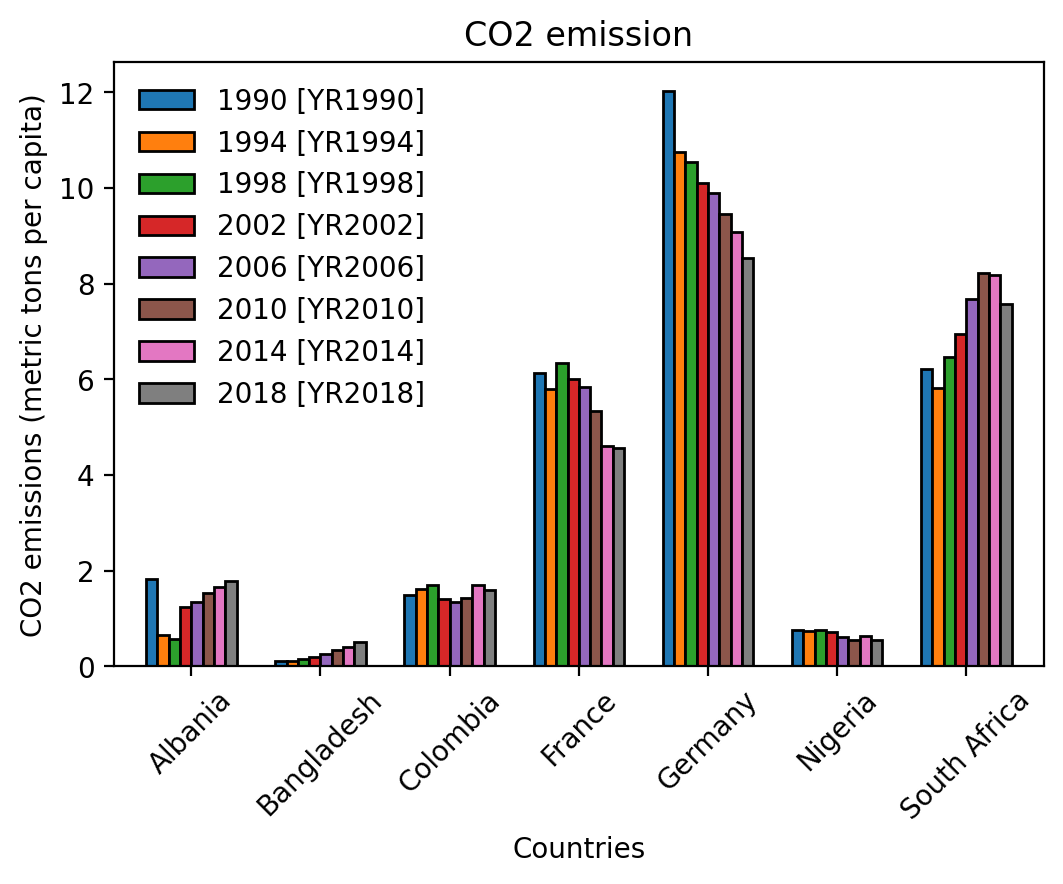 CO2 emission
CO2 emissions (metric tons per capita)
12
10
8
6
4
2
0
1990 [YR1990]
1994 [YR1994]
1998 [YR1998]
2002 [YR2002]
2006 [YR2006]
2010 [YR2010]
2014 [YR2014]
2018 [YR2018]
Albania
Bangladesh
Colombia
France
Germany
Nigeria
South Africa
Countries